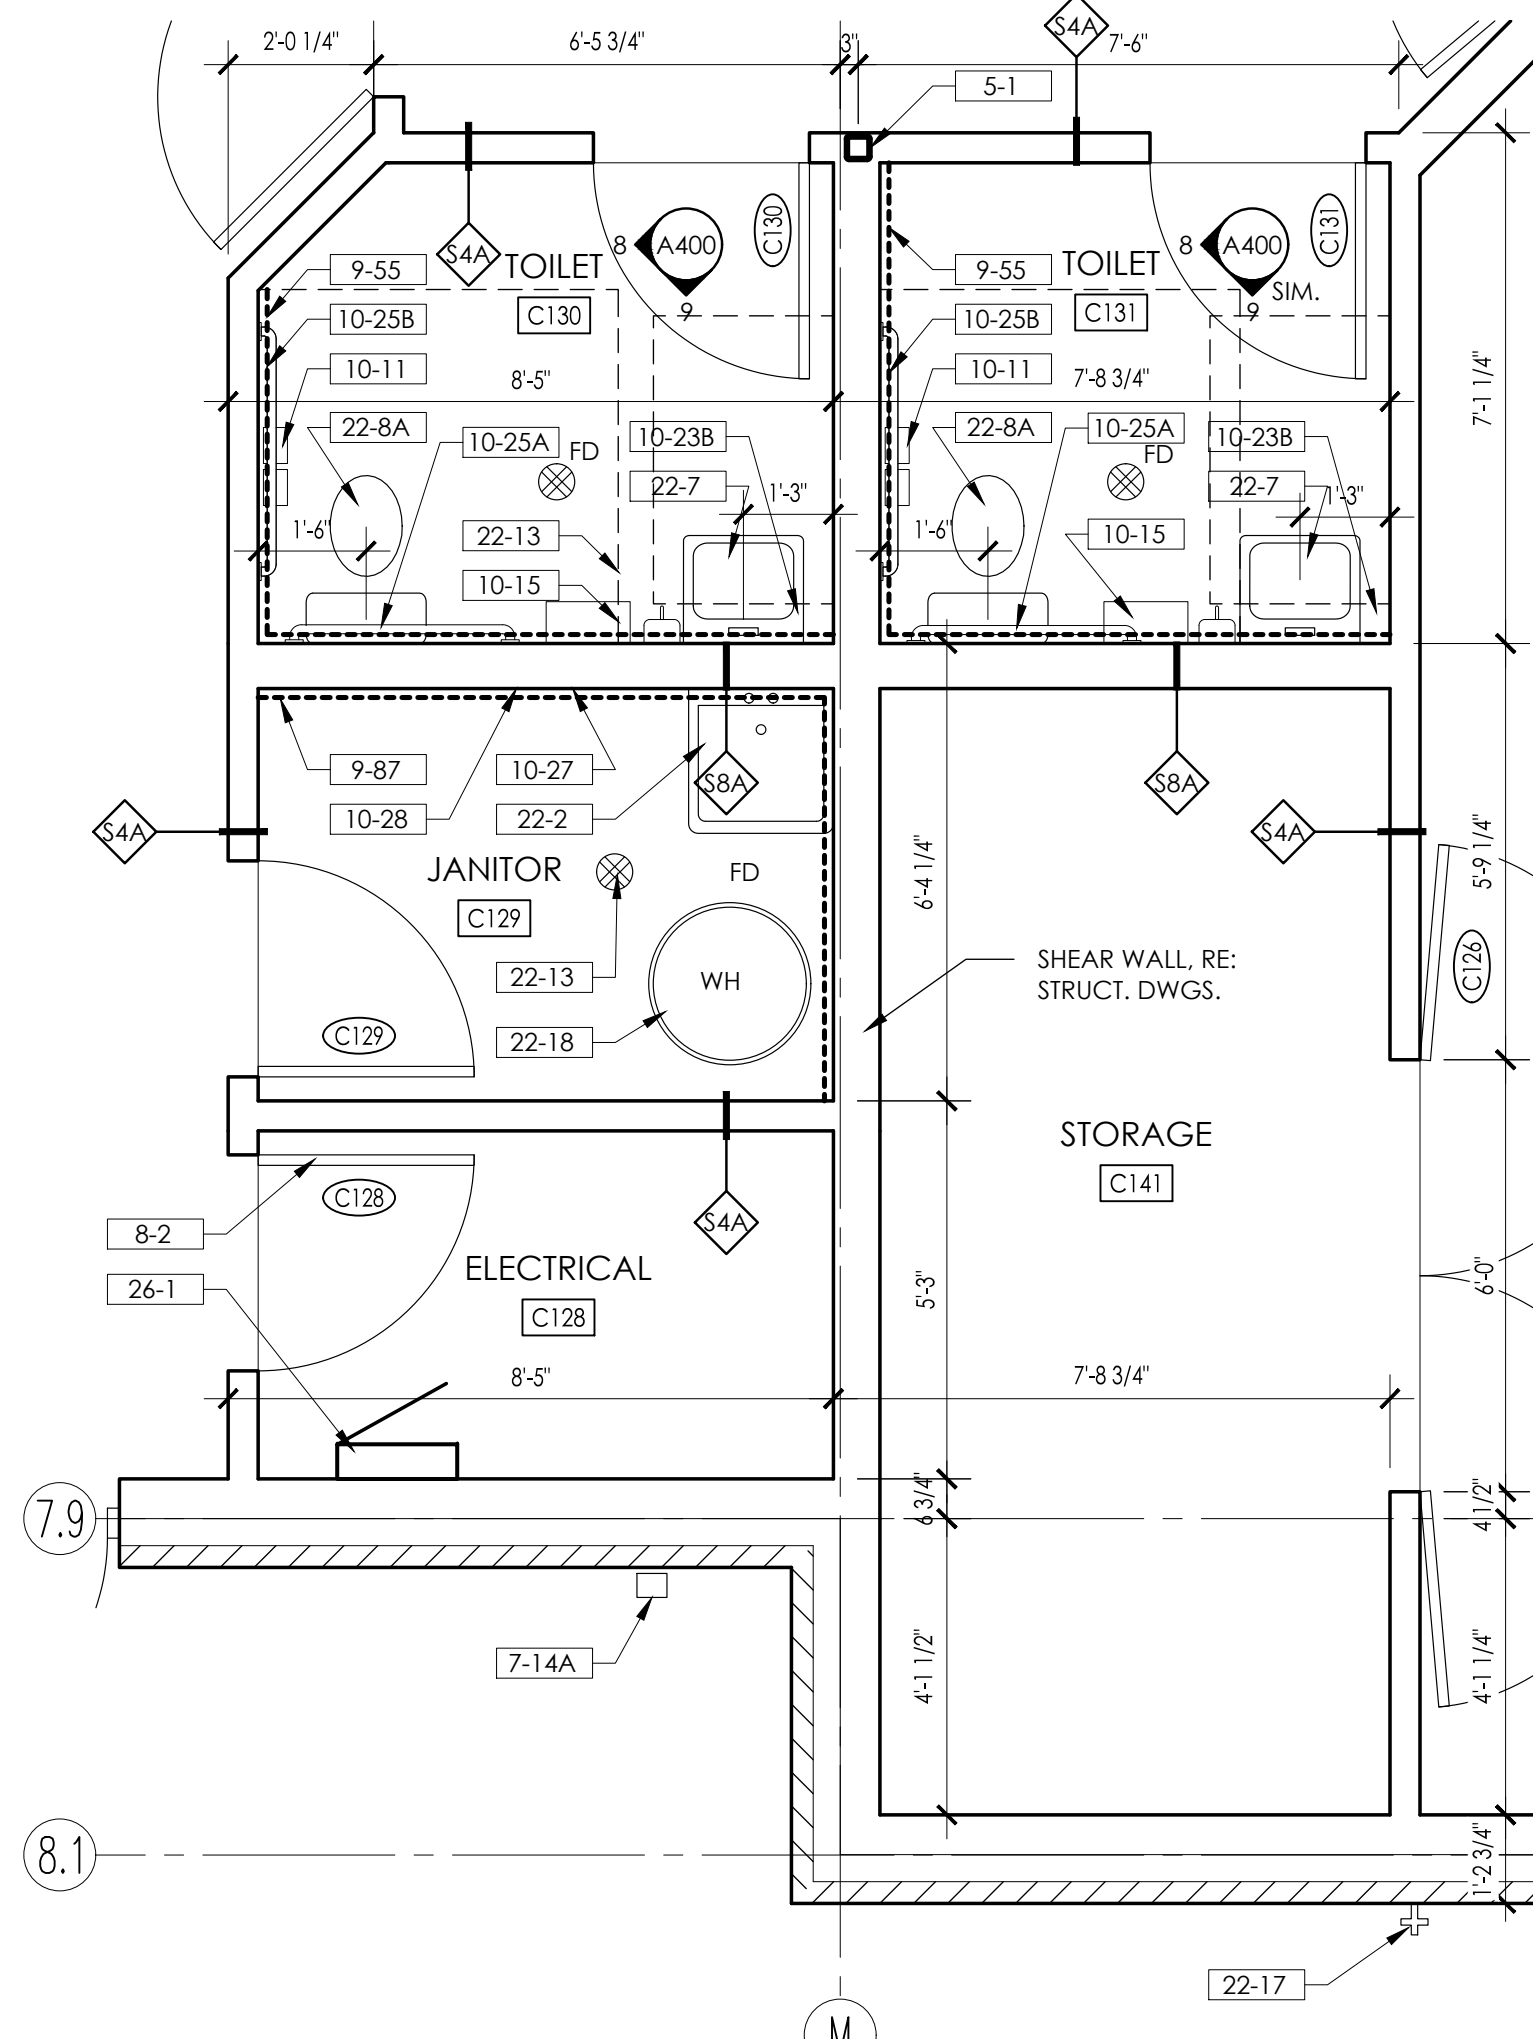 S4A
2'-0 1/4"
6'-5 3/4"
3"
7'-6"
5-1
C130
C131
8
A400
9
8
A400
9
SIM.
S4A
TOILET
C130
TOILET
C131
9-55
10-25B
10-11
9-55
10-25B
10-11
8'-5"
7'-8 3/4"
7'-1 1/4"
22-8A
10-25A
FD
10-23B
22-7
1'-3"
22-8A
10-25A
FD
10-23B
22-7
1'-3"
1'-6"
22-13
10-15
1'-6"
10-15
9-87
10-28
10-27
22-2
S8A
S8A
S4A
S4A
JANITOR
C129
FD
6'-4 1/4"
5'-9 1/4"
22-13
WH
22-18
C129
SHEAR WALL, RE:
STRUCT. DWGS.
C126
STORAGE
C141
C128
S4A
8-2
26-1
ELECTRICAL
C128
5'-3"
6'-0"
8'-5"
7'-8 3/4"
7.9
6 3/4"
4 1/2"
7-14A
4'-1 1/2"
4'-1 1/4"
8.1
1'-2 3/4"
22-17
M